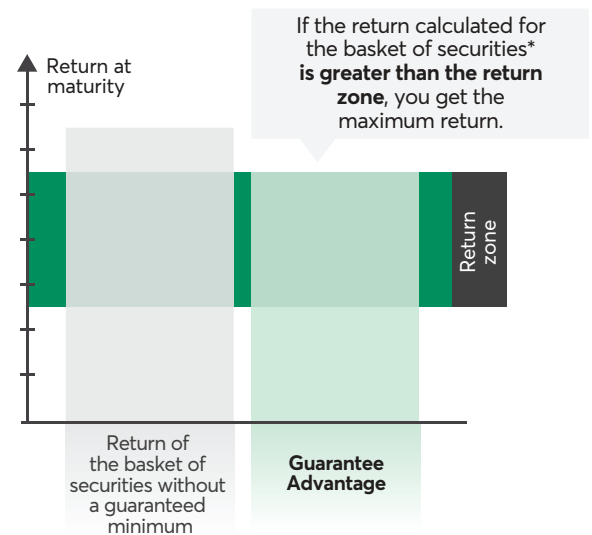 If the return calculated for
the basket of securities*
is greater than the return
zone, you get the
maximum return.
Return at
maturity
Return
zone
Return of
the basket of
securities without
a guaranteed
minimum
Guarantee
Advantage